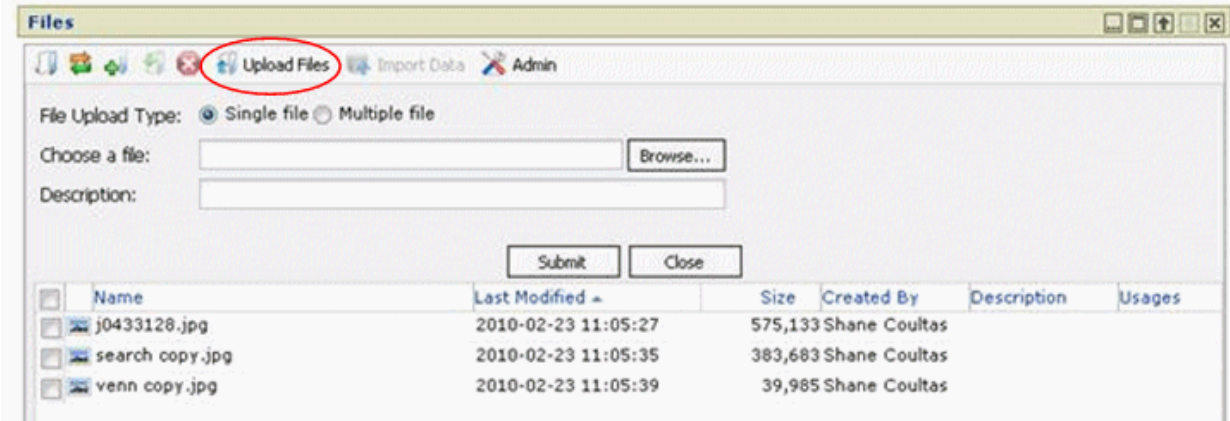 Files
Upload Files Import Data Admin
File Upload Type: Single file Multiple file
Choose a file: Browse...
Description:
Submit Close
Name Last Modified Size Created By Description Usages
j0433128.jpg 2010-02-23 11:05:27 575,133 Shane Coultas
search copy.jpg 2010-02-23 11:05:35 383,683 Shane Coultas
venn copy.jpg 2010-02-23 11:05:39 39,985 Shane Coultas